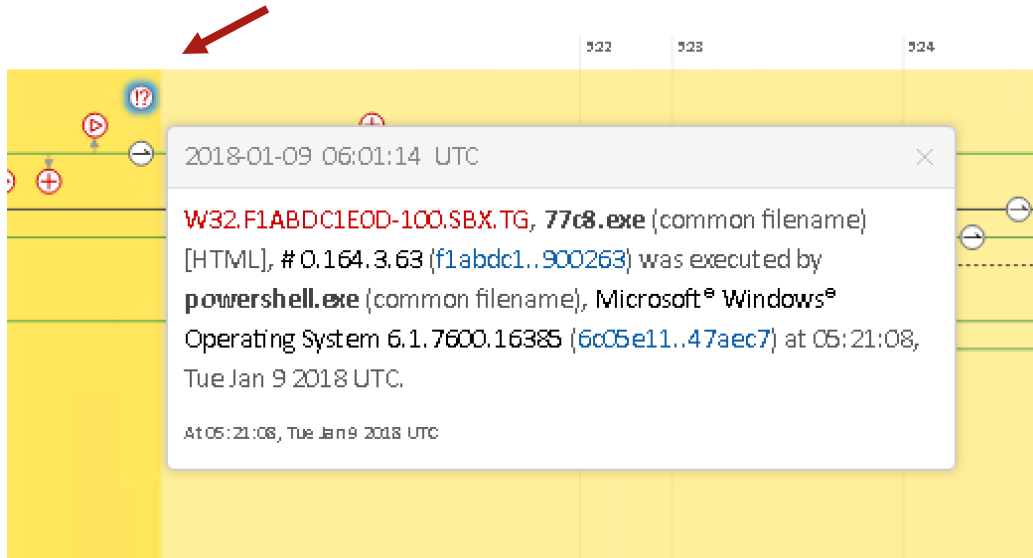 5:22 5:23 5:24
!?
2018-01-09 06:01:14 UTC ×
W32.F1ABDC1E0D-100.SBX.TG, 77c8.exe (common filename)
[HTML], # 0.164.3.63 (f1abdc1..900263) was executed by
powershell.exe (common filename), Microsoft® Windows®
Operating System 6.1.7600.16385 (6c05e11..47aec7) at 05:21:08,
Tue Jan 9 2018 UTC.
At 05:21:08, Tue Jan 9 2018 UTC